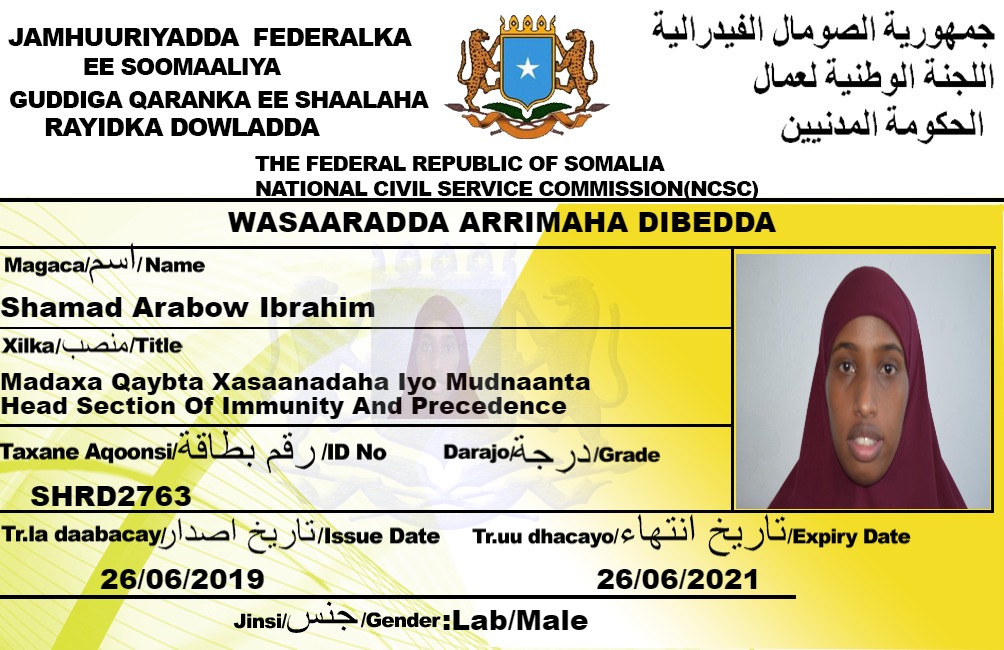 JAMHUURIYADDA FEDERALKA
EE SOOMAALIYA
GUDDIGA QARANKA EE SHAALAHA
RAYIDKA DOWLADDA
جمهورية الصومال الفيدرالية
اللجنة الوطنية لعمال
الحكومة المدنيين
THE FEDERAL REPUBLIC OF SOMALIA
NATIONAL CIVIL SERVICE COMMISSION(NCSC)
WASAARADDA ARRIMAHA DIBEDDA
Magaca/اسم/Name
Shamad Arabow Ibrahim
Xilka/منصب/Title
Madaxa Qaybta Xasaanadaha Iyo Mudnaanta
Head Section Of Immunity And Precedence
Taxane Aqoonsi/رقم بطاقة/ID No
Darajo/درجة/Grade
SHRD2763
Tr.la daabacay/تاريخ اصدار/Issue Date
Tr.uu dhacayo/تاريخ انتهاء/Expiry Date
26/06/2019
26/06/2021
Jinsi/جنس/Gender:Lab/Male